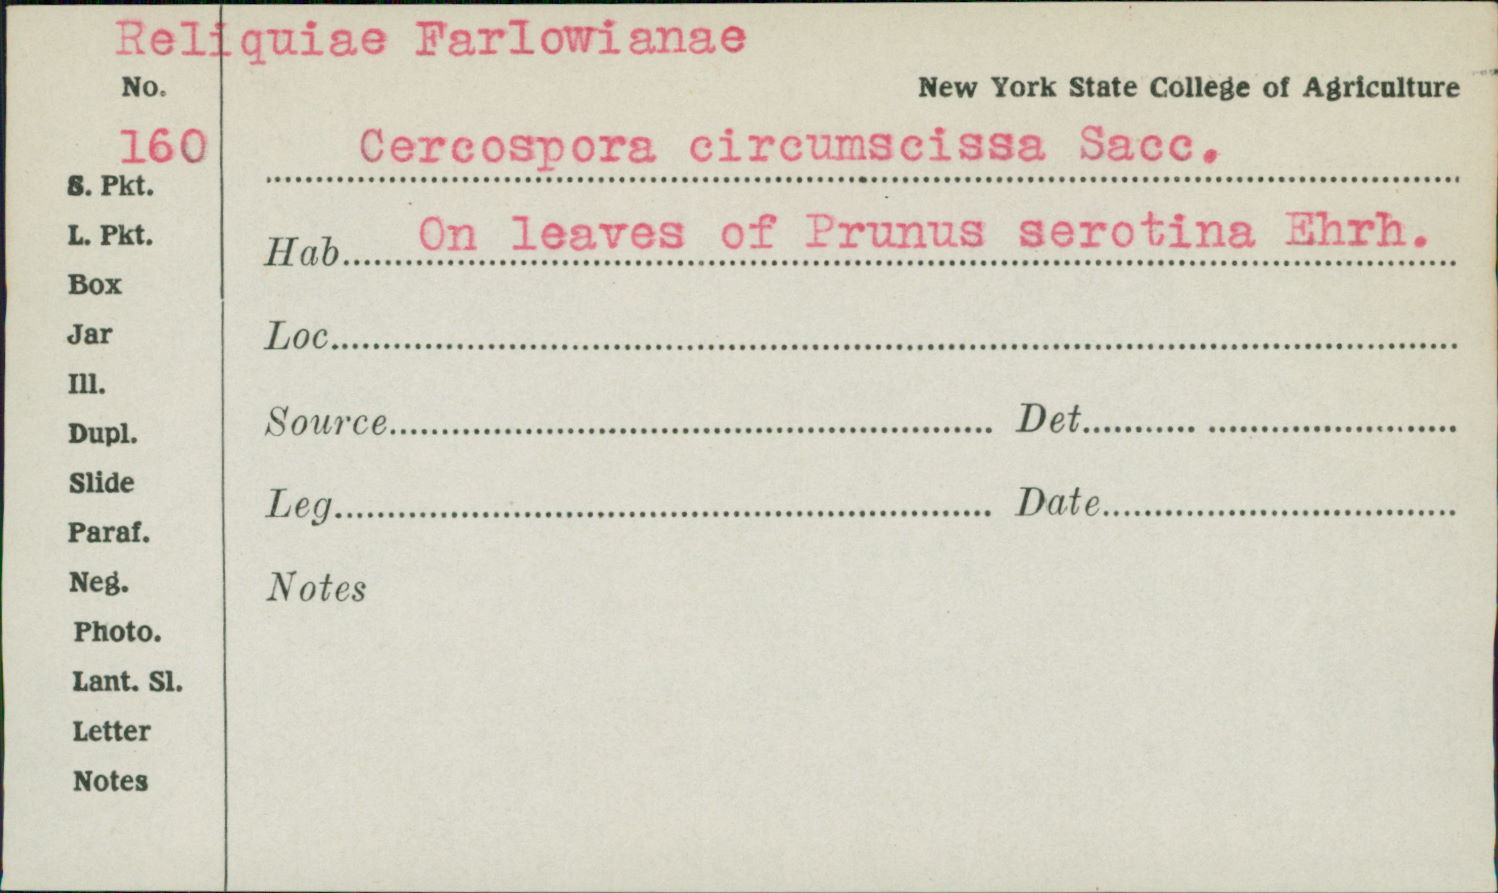 Reliquiae Farlowianae
No.
New York State College of Agriculture
160
Cercospora circumscissa Sacc.
S. Pkt.
L. Pkt.
Hab. On leaves of Prunus serotina Ehrh.
Box
Jar
Loc.
Ill.
Dupl.
Source Det.
Slide
Leg. Date
Paraf.
Neg.
Notes
Photo.
Lant. Sl.
Letter
Notes